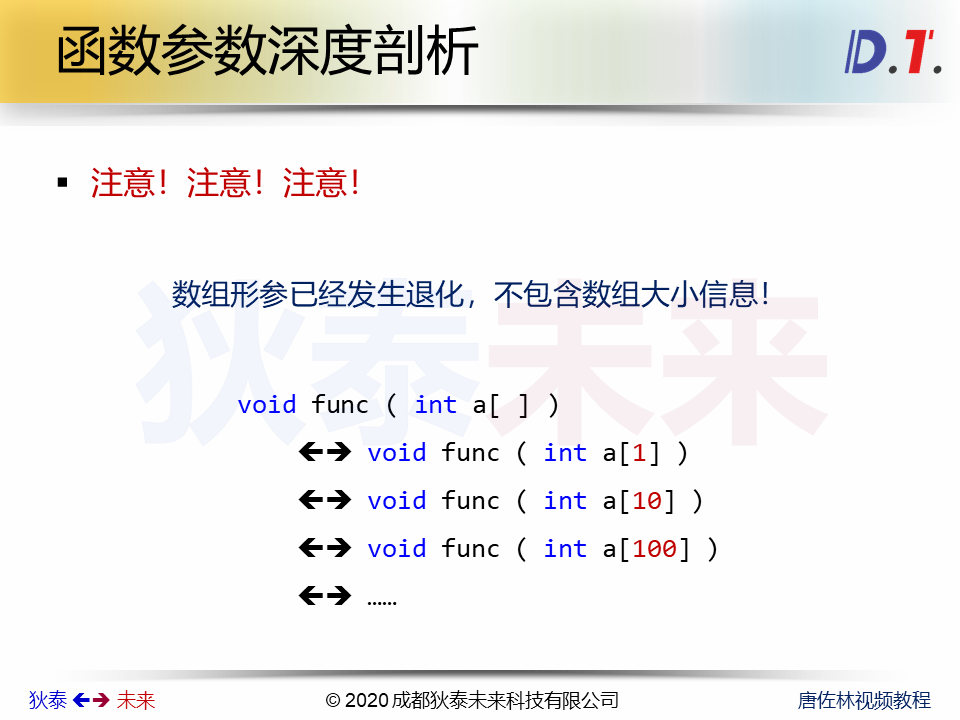 函数参数深度剖析
D.T.
▪ 注意！注意！注意！
数组形参已经发生退化，不包含数组大小信息！
狄泰未来
void func ( int a[ ] )
🡸🡺 void func ( int a[1] )
🡸🡺 void func ( int a[10] )
🡸🡺 void func ( int a[100] )
🡸🡺 ……
狄泰 🡸🡺 未来
© 2020 成都狄泰未来科技有限公司
唐佐林视频教程